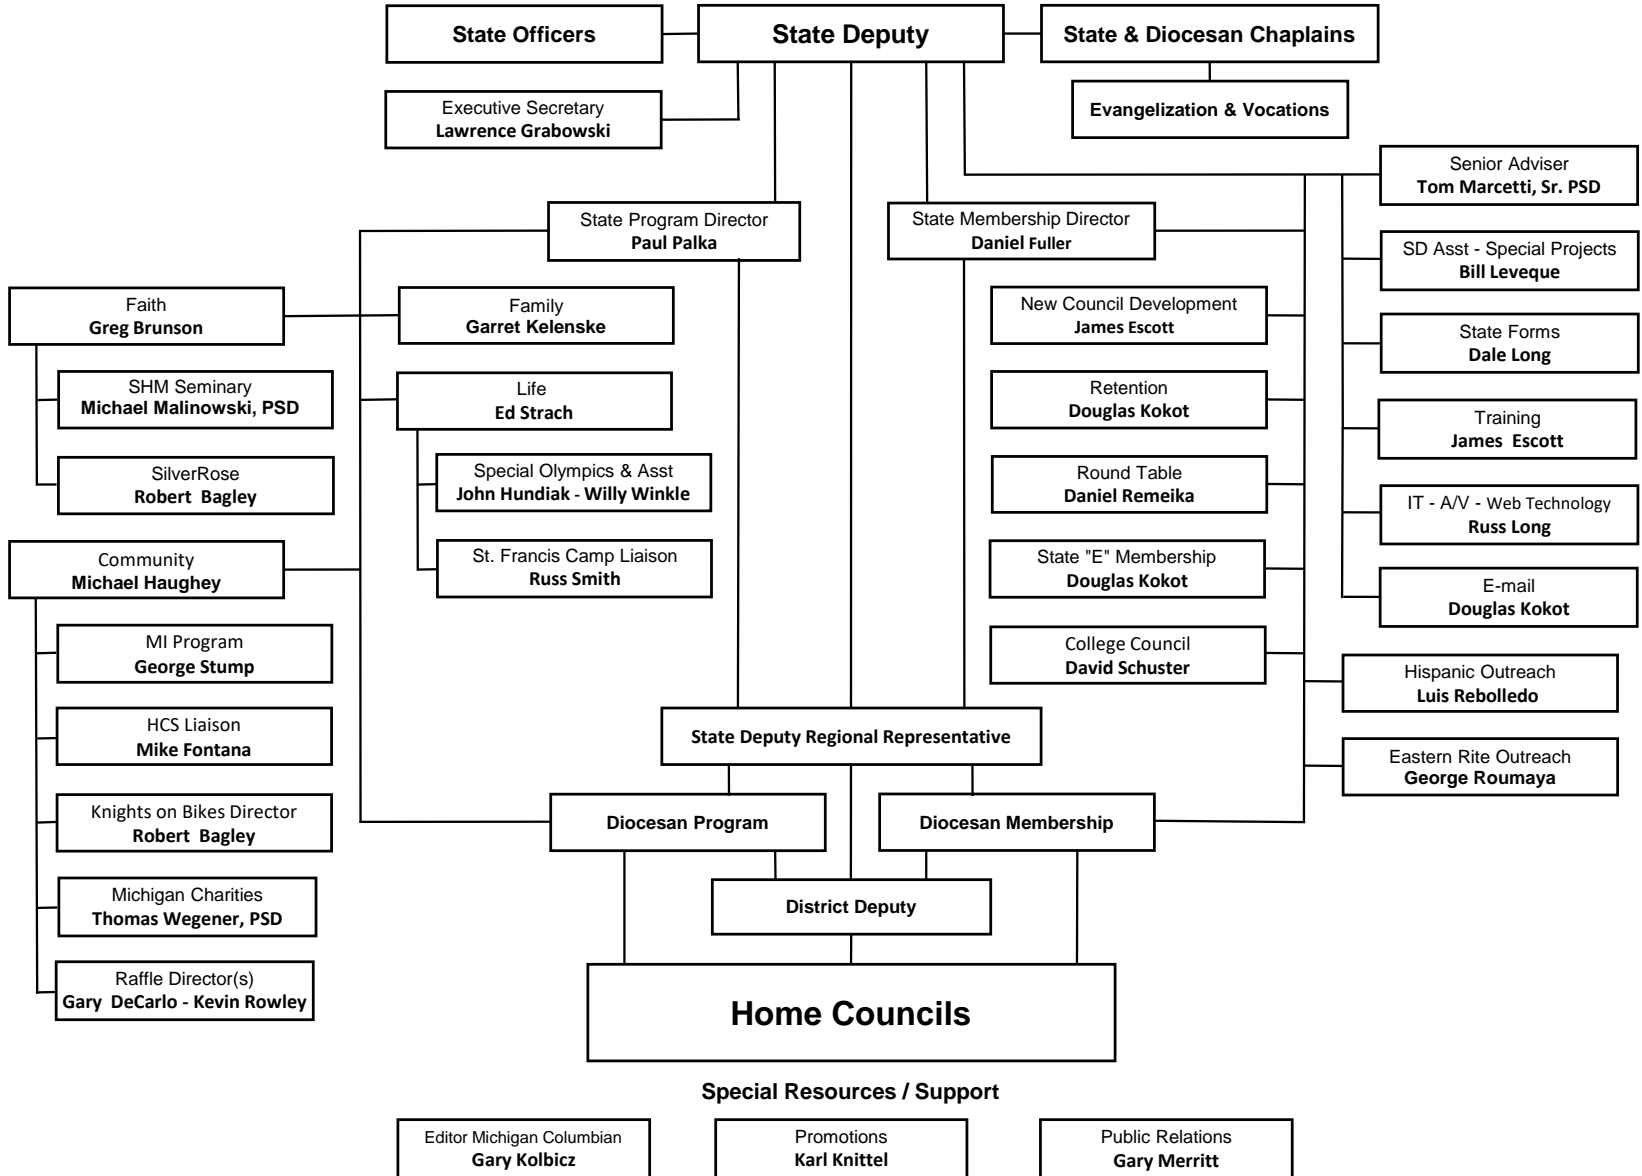 State Officers
State Deputy
State & Diocesan Chaplains
Executive Secretary
Lawrence Grabowski
Evangelization & Vocations
Senior Adviser
Tom Marcetti, Sr. PSD
State Program Director
Paul Palka
State Membership Director
Daniel Fuller
SD Asst - Special Projects
Bill Leveque
Faith
Greg Brunson
Family
Garret Kelenske
New Council Development
James Escott
State Forms
Dale Long
SHM Seminary
Michael Malinowski, PSD
Life
Ed Strach
Retention
Douglas Kokot
Training
James  Escott
SilverRose
Robert  Bagley
Special Olympics & Asst
John Hundiak - Willy Winkle
Round Table
Daniel Remeika
IT - A/V - Web Technology
Russ Long
Community
Michael Haughey
St. Francis Camp Liaison
Russ Smith
State "E" Membership
Douglas Kokot
E-mail
Douglas Kokot
MI Program
George Stump
College Council
David Schuster
Hispanic Outreach
Luis Rebolledo
HCS Liaison
Mike Fontana
State Deputy Regional Representative
Eastern Rite Outreach
George Roumaya
Knights on Bikes Director
Robert  Bagley
Diocesan Program
Diocesan Membership
Michigan Charities
Thomas Wegener, PSD
District Deputy
Raffle Director(s)
Gary  DeCarlo - Kevin Rowley
Home Councils
Special Resources / Support
Editor Michigan Columbian
Gary Kolbicz
Promotions
Karl Knittel
Public Relations
Gary Merritt